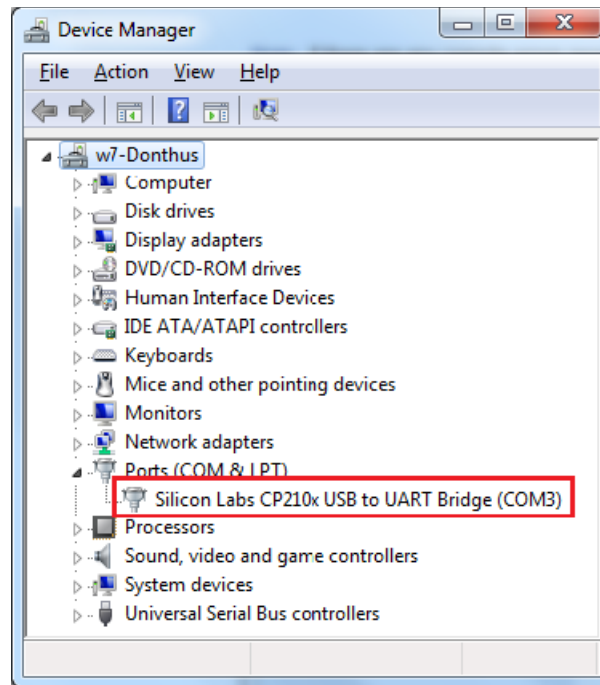 Device Manager
File Action View Help
w7-Donthus
Computer
Disk drives
Display adapters
DVD/CD-ROM drives
Human Interface Devices
IDE ATA/ATAPI controllers
Keyboards
Mice and other pointing devices
Monitors
Network adapters
Ports (COM & LPT)
Silicon Labs CP210x USB to UART Bridge (COM3)
Processors
Sound, video and game controllers
System devices
Universal Serial Bus controllers